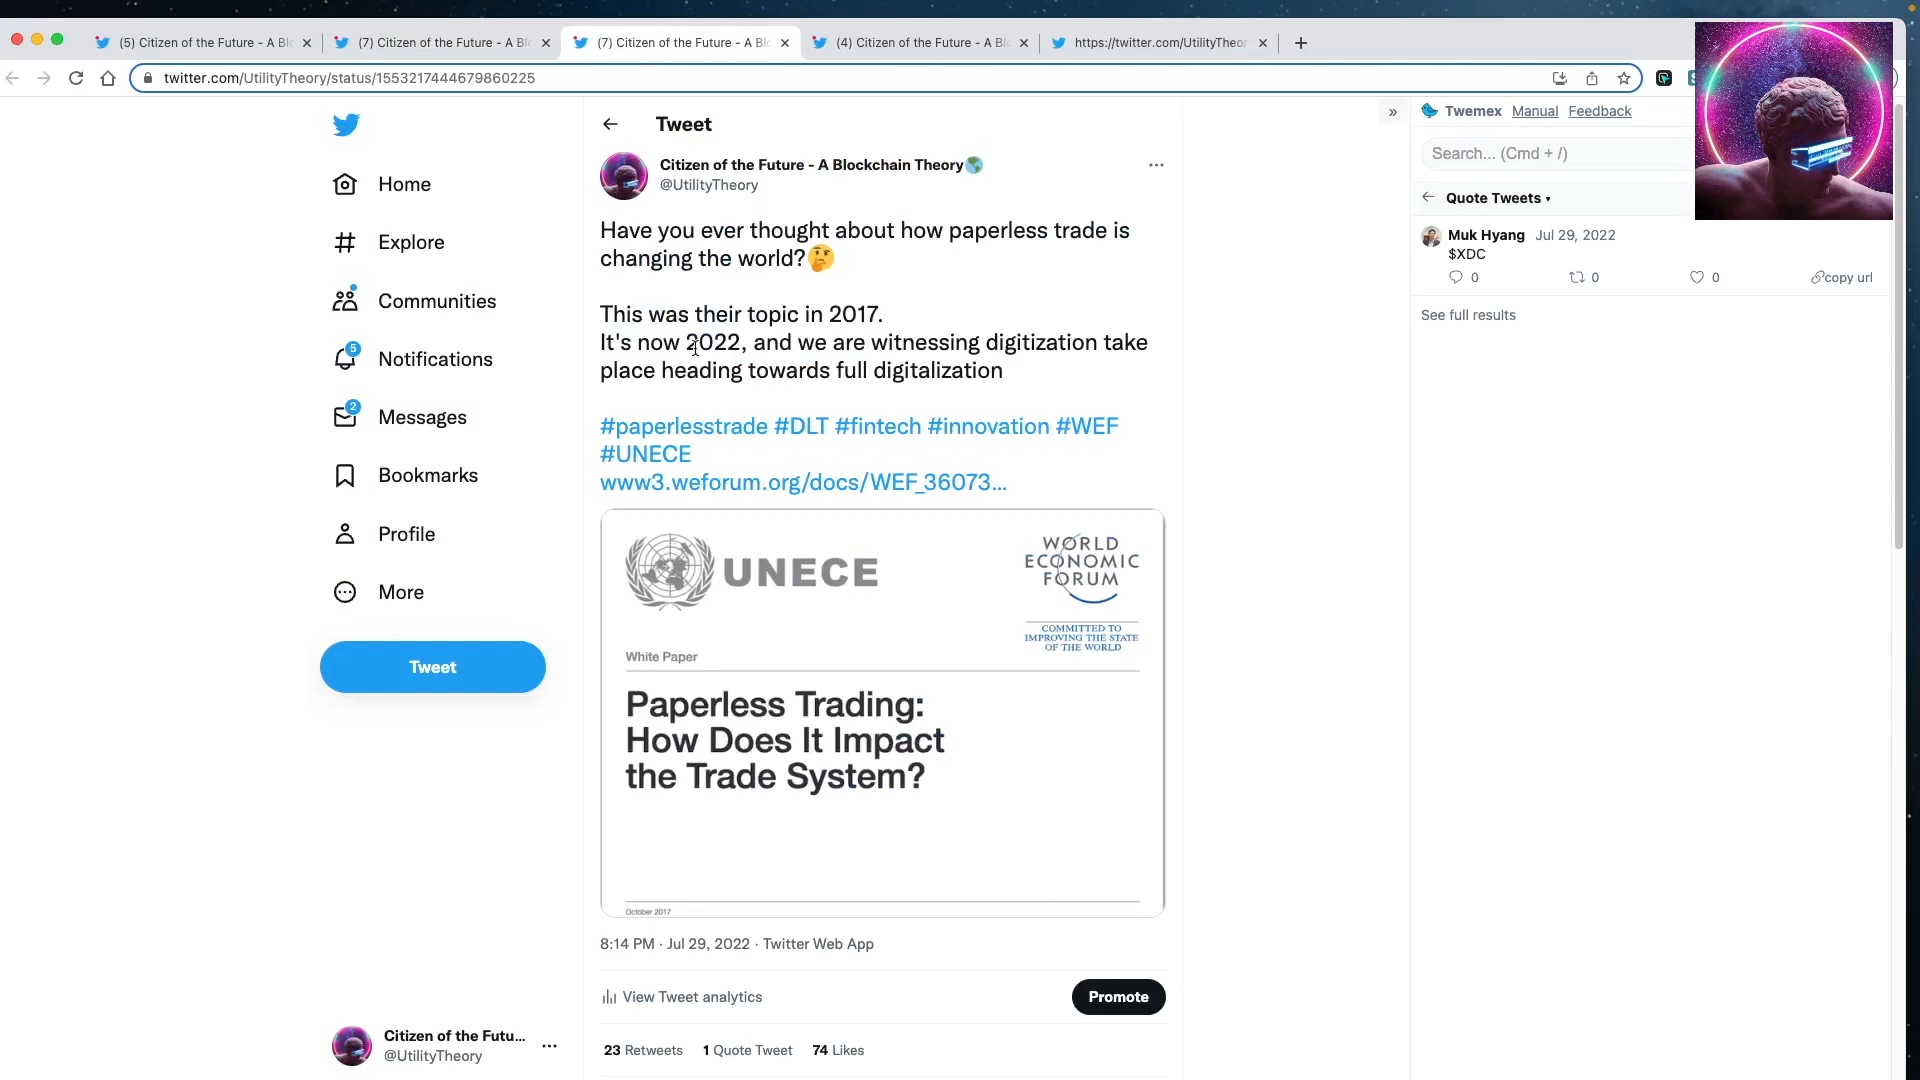 (5) Citizen of the Future - A Blo
(7) Citizen of the Future - A Blo
(7) Citizen of the Future - A Blo
(4) Citizen of the Future - A Blo
https://twitter.com/UtilityTheor
twitter.com/UtilityTheory/status/1553217444679860225
Home
Explore
Communities
5
Notifications
2
Messages
Bookmarks
Profile
More
Tweet
Citizen of the Futu...
@UtilityTheory
Tweet
Citizen of the Future - A Blockchain Theory🌎
@UtilityTheory
Have you ever thought about how paperless trade is
changing the world?🤔
This was their topic in 2017.
It's now 2022, and we are witnessing digitization take
place heading towards full digitalization
#paperlesstrade #DLT #fintech #innovation #WEF
#UNECE
www3.weforum.org/docs/WEF_36073...
UNECE
WORLD
ECONOMIC
FORUM
COMMITTED TO
IMPROVING THE STATE
OF THE WORLD
White Paper
Paperless Trading:
How Does It Impact
the Trade System?
October 2017
8:14 PM · Jul 29, 2022 · Twitter Web App
View Tweet analytics
Promote
23 Retweets 1 Quote Tweet 74 Likes
Twemex Manual Feedback
Search... (Cmd + /)
Quote Tweets ▾
Muk Hyang Jul 29, 2022
$XDC
0 0 0 copy url
See full results